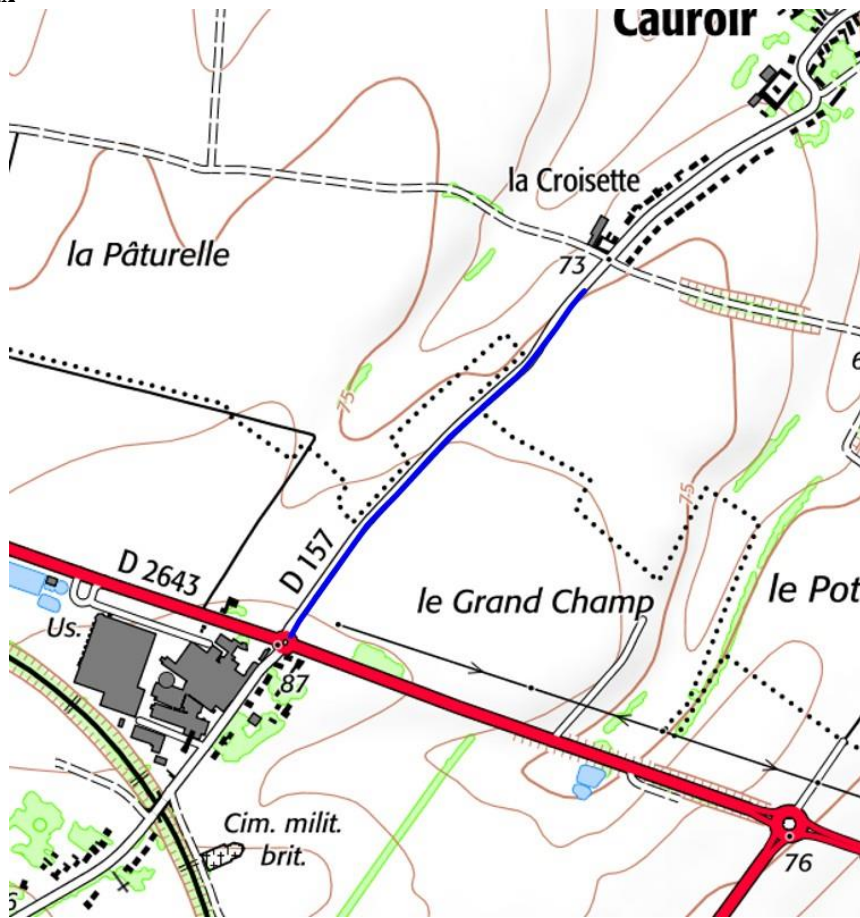 Cauroir
la Croisette
la Pâturelle
73
75
75
D 2643
D 157
le Grand Champ
le Pot
Us.
87
Cim. milit.
brit.
76